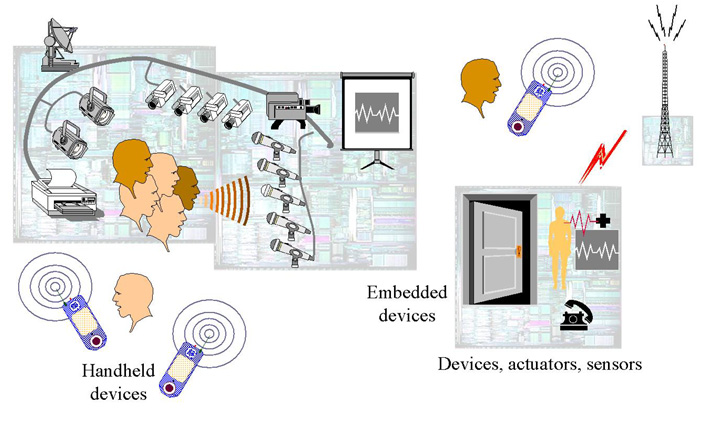 Embedded
devices
Handheld
devices
Devices, actuators, sensors